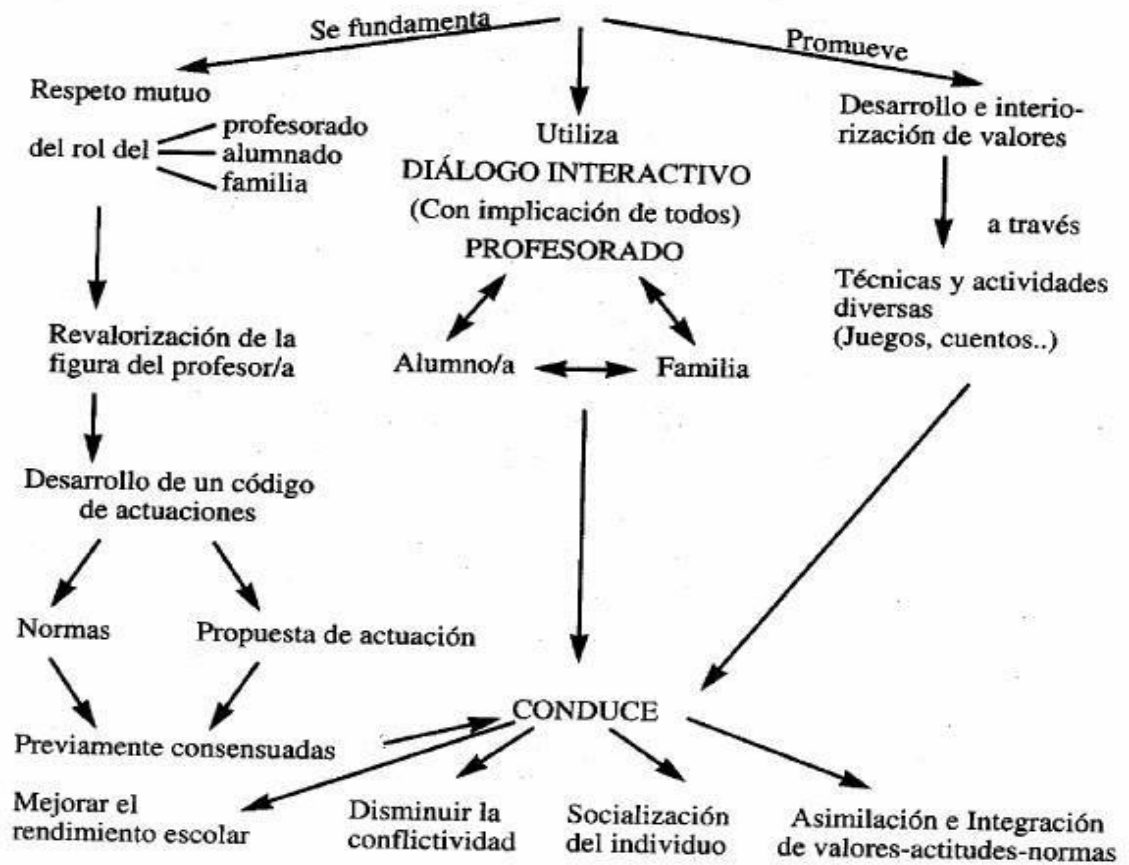 Se fundamenta
Promueve
Respeto mutuo
del rol del
profesorado
alumnado
familia
Utiliza
DIÁLOGO INTERACTIVO
(Con implicación de todos)
PROFESORADO
Alumno/a
Familia
Desarrollo e interio-
rización de valores
a través
Técnicas y actividades
diversas
(Juegos, cuentos..)
Revalorización de la
figura del profesor/a
Desarrollo de un código
de actuaciones
Normas
Propuesta de actuación
Previamente consensuadas
CONDUCE
Mejorar el
rendimiento escolar
Disminuir la
conflictividad
Socialización
del individuo
Asimilación e Integración
de valores-actitudes-normas